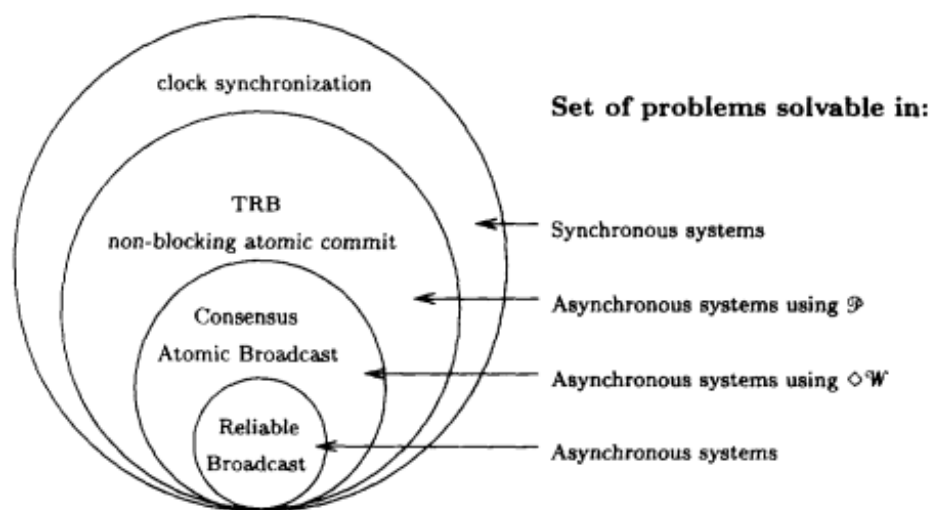 clock synchronization
Set of problems solvable in:
TRB
non-blocking atomic commit
Synchronous systems
Asynchronous systems using 𝒫
Consensus
Atomic Broadcast
Asynchronous systems using ◇𝒲
Reliable
Broadcast
Asynchronous systems